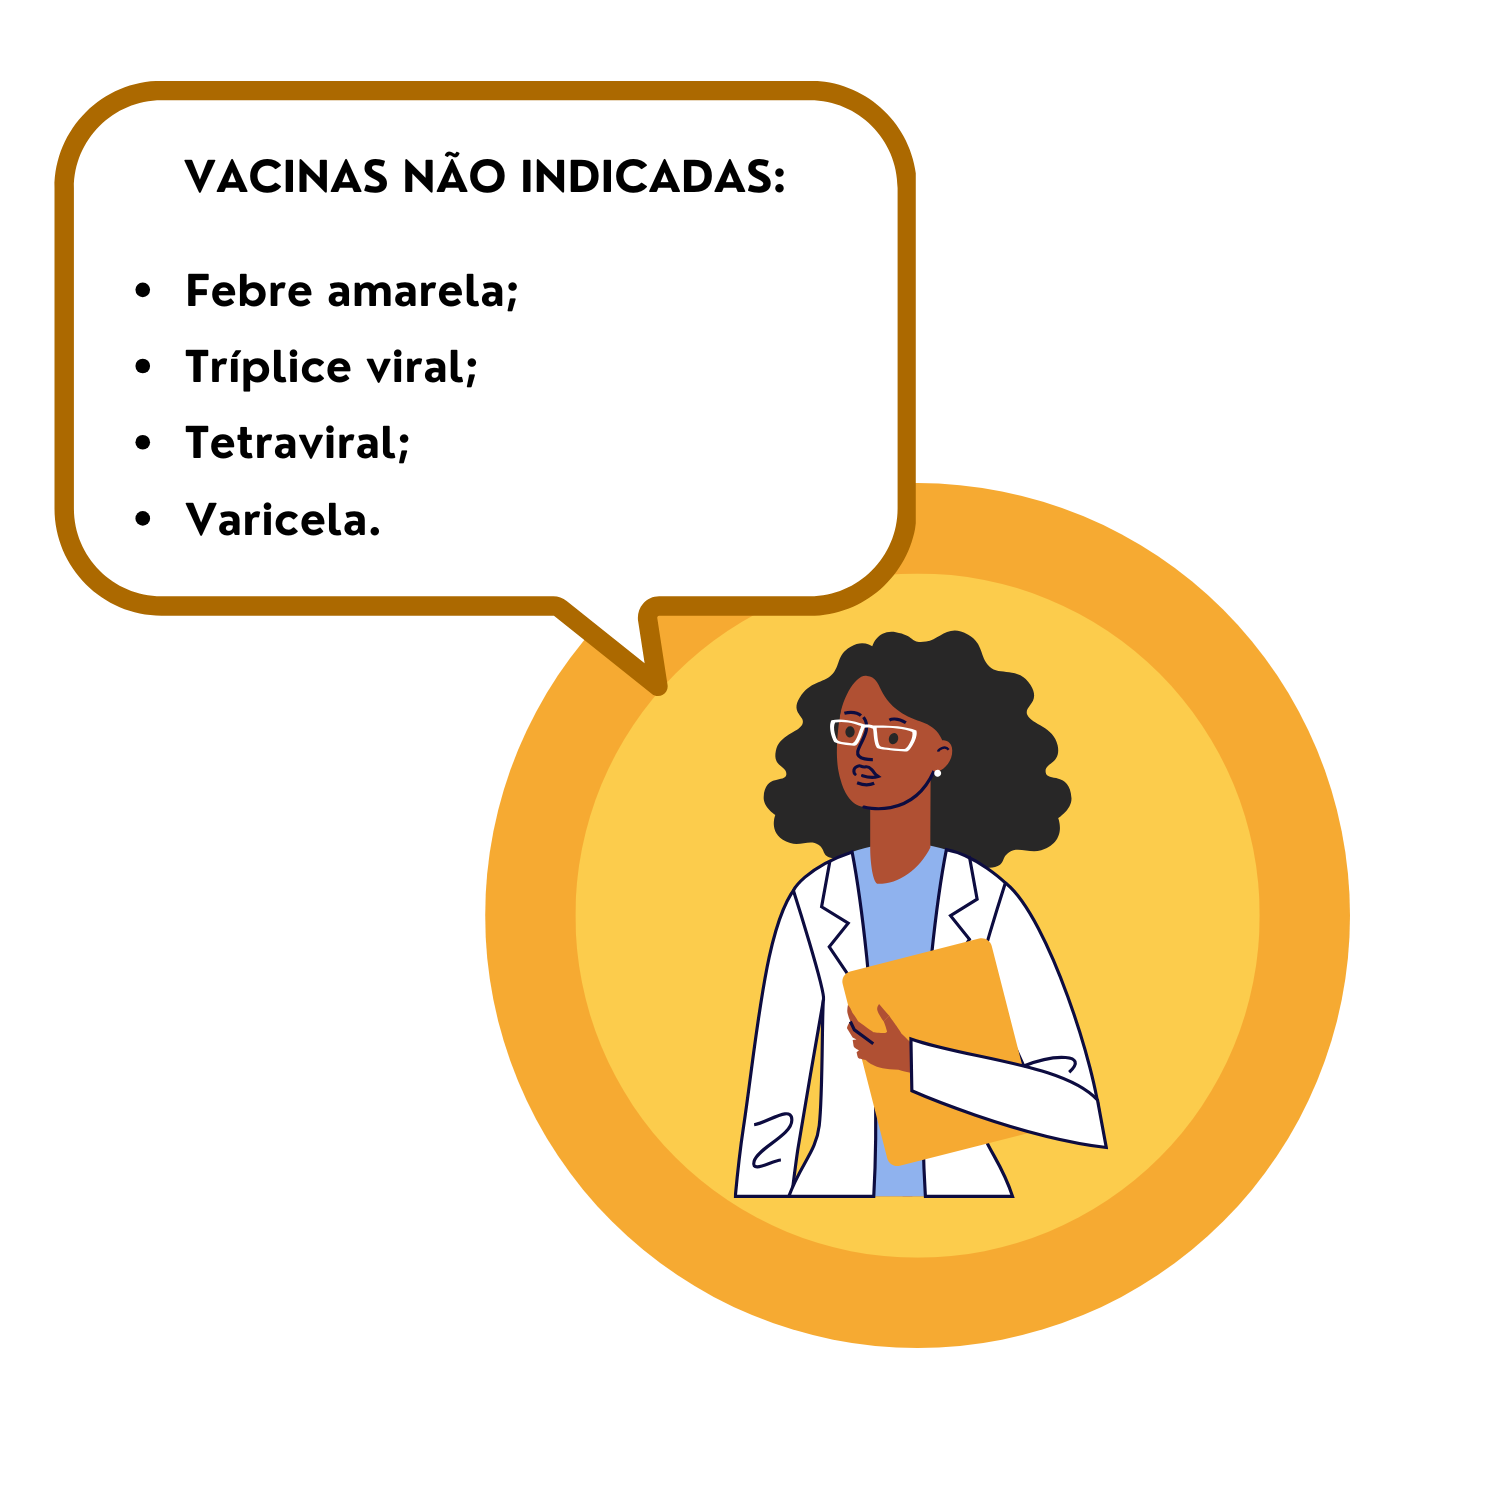 VACINAS NÃO INDICADAS:
• Febre amarela;
• Tríplice viral;
• Tetraviral;
• Varicela.